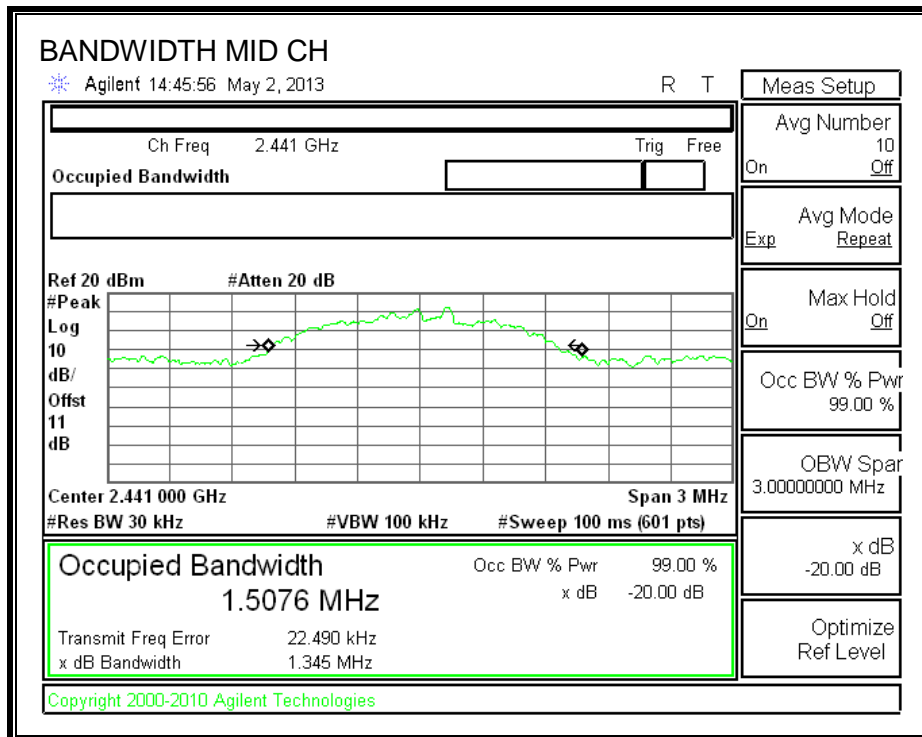 BANDWIDTH MID CH
Agilent 14:45:56 May 2, 2013
R T
Ch Freq 2.441 GHz
Trig Free
Occupied Bandwidth
Ref 20 dBm #Atten 20 dB
#Peak
Log
10
dB/
Offst
11
dB
Center 2.441 000 GHz
Span 3 MHz
#Res BW 30 kHz #VBW 100 kHz #Sweep 100 ms (601 pts)
Occupied Bandwidth
1.5076 MHz
Occ BW % Pwr 99.00 %
x dB -20.00 dB
Transmit Freq Error 22.490 kHz
x dB Bandwidth 1.345 MHz
Copyright 2000-2010 Agilent Technologies
Meas Setup
Avg Number
10
On Off
Avg Mode
Exp Repeat
Max Hold
On Off
Occ BW % Pwr
99.00 %
OBW Spar
3.00000000 MHz
x dB
-20.00 dB
Optimize
Ref Level